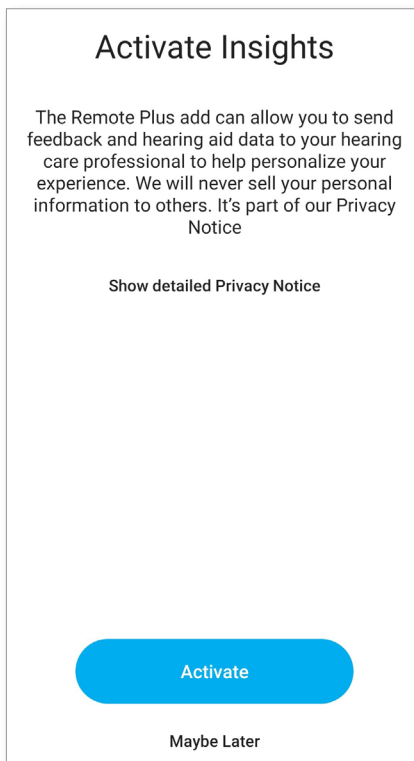 Activate Insights
The Remote Plus add can allow you to send
feedback and hearing aid data to your hearing
care professional to help personalize your
experience. We will never sell your personal
information to others. It’s part of our Privacy
Notice
Show detailed Privacy Notice
Activate
Maybe Later